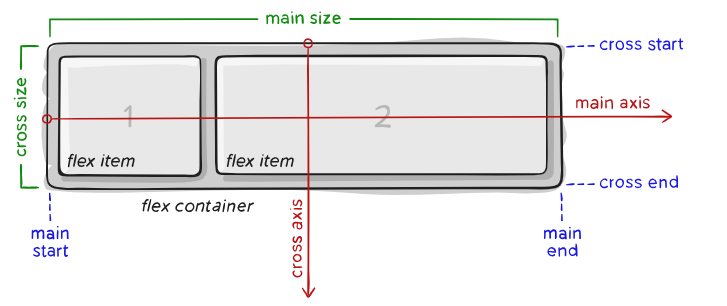 main size
cross start
cross size
1
2
main axis
flex item
flex item
cross end
flex container
cross axis
main
start
main
end